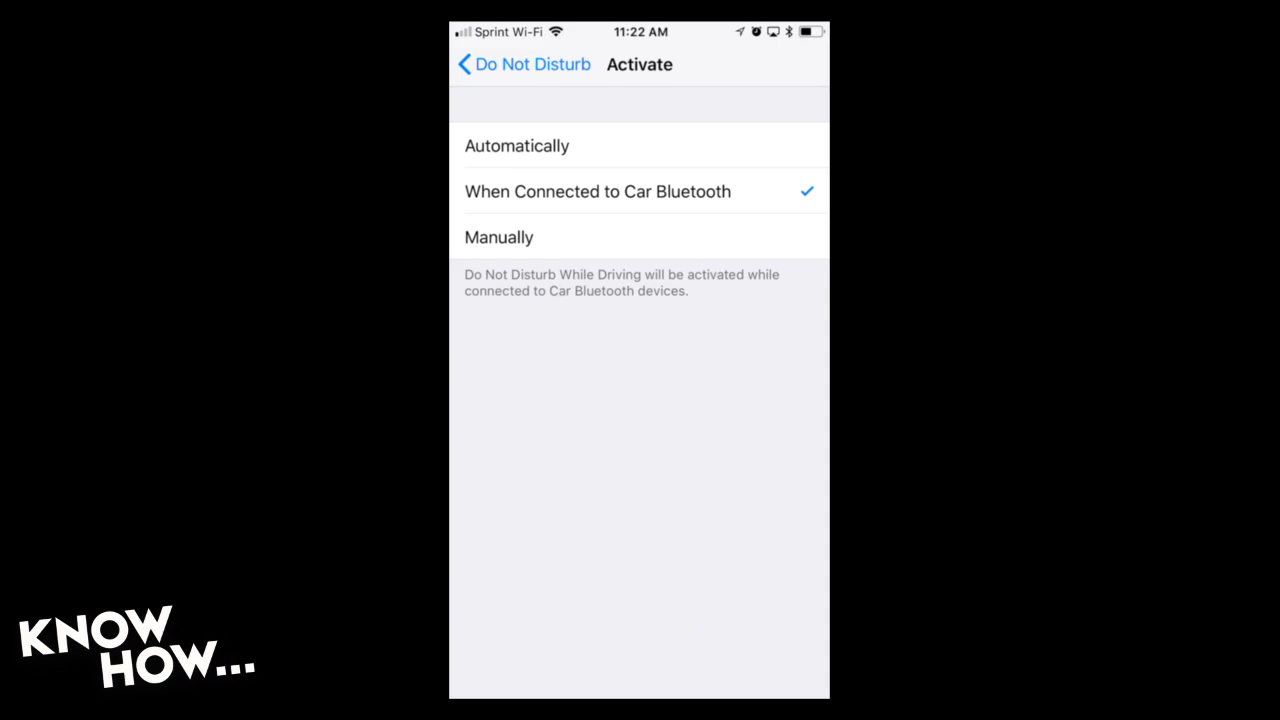 Sprint Wi-Fi 11:22 AM
Do Not Disturb Activate
Automatically
When Connected to Car Bluetooth
Manually
Do Not Disturb While Driving will be activated while
connected to Car Bluetooth devices.
KNOW
HOW...